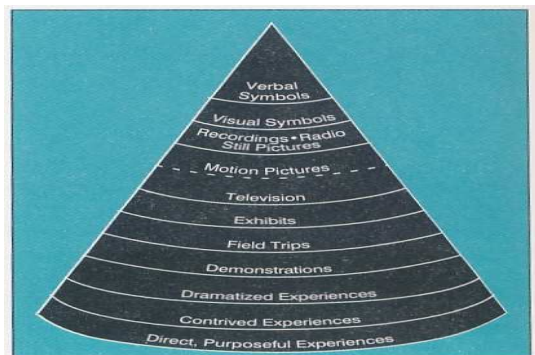 Verbal
Symbols
Visual Symbols
Recordings • Radio
Still Pictures
Motion Pictures
Television
Exhibits
Field Trips
Demonstrations
Dramatized Experiences
Contrived Experiences
Direct, Purposeful Experiences